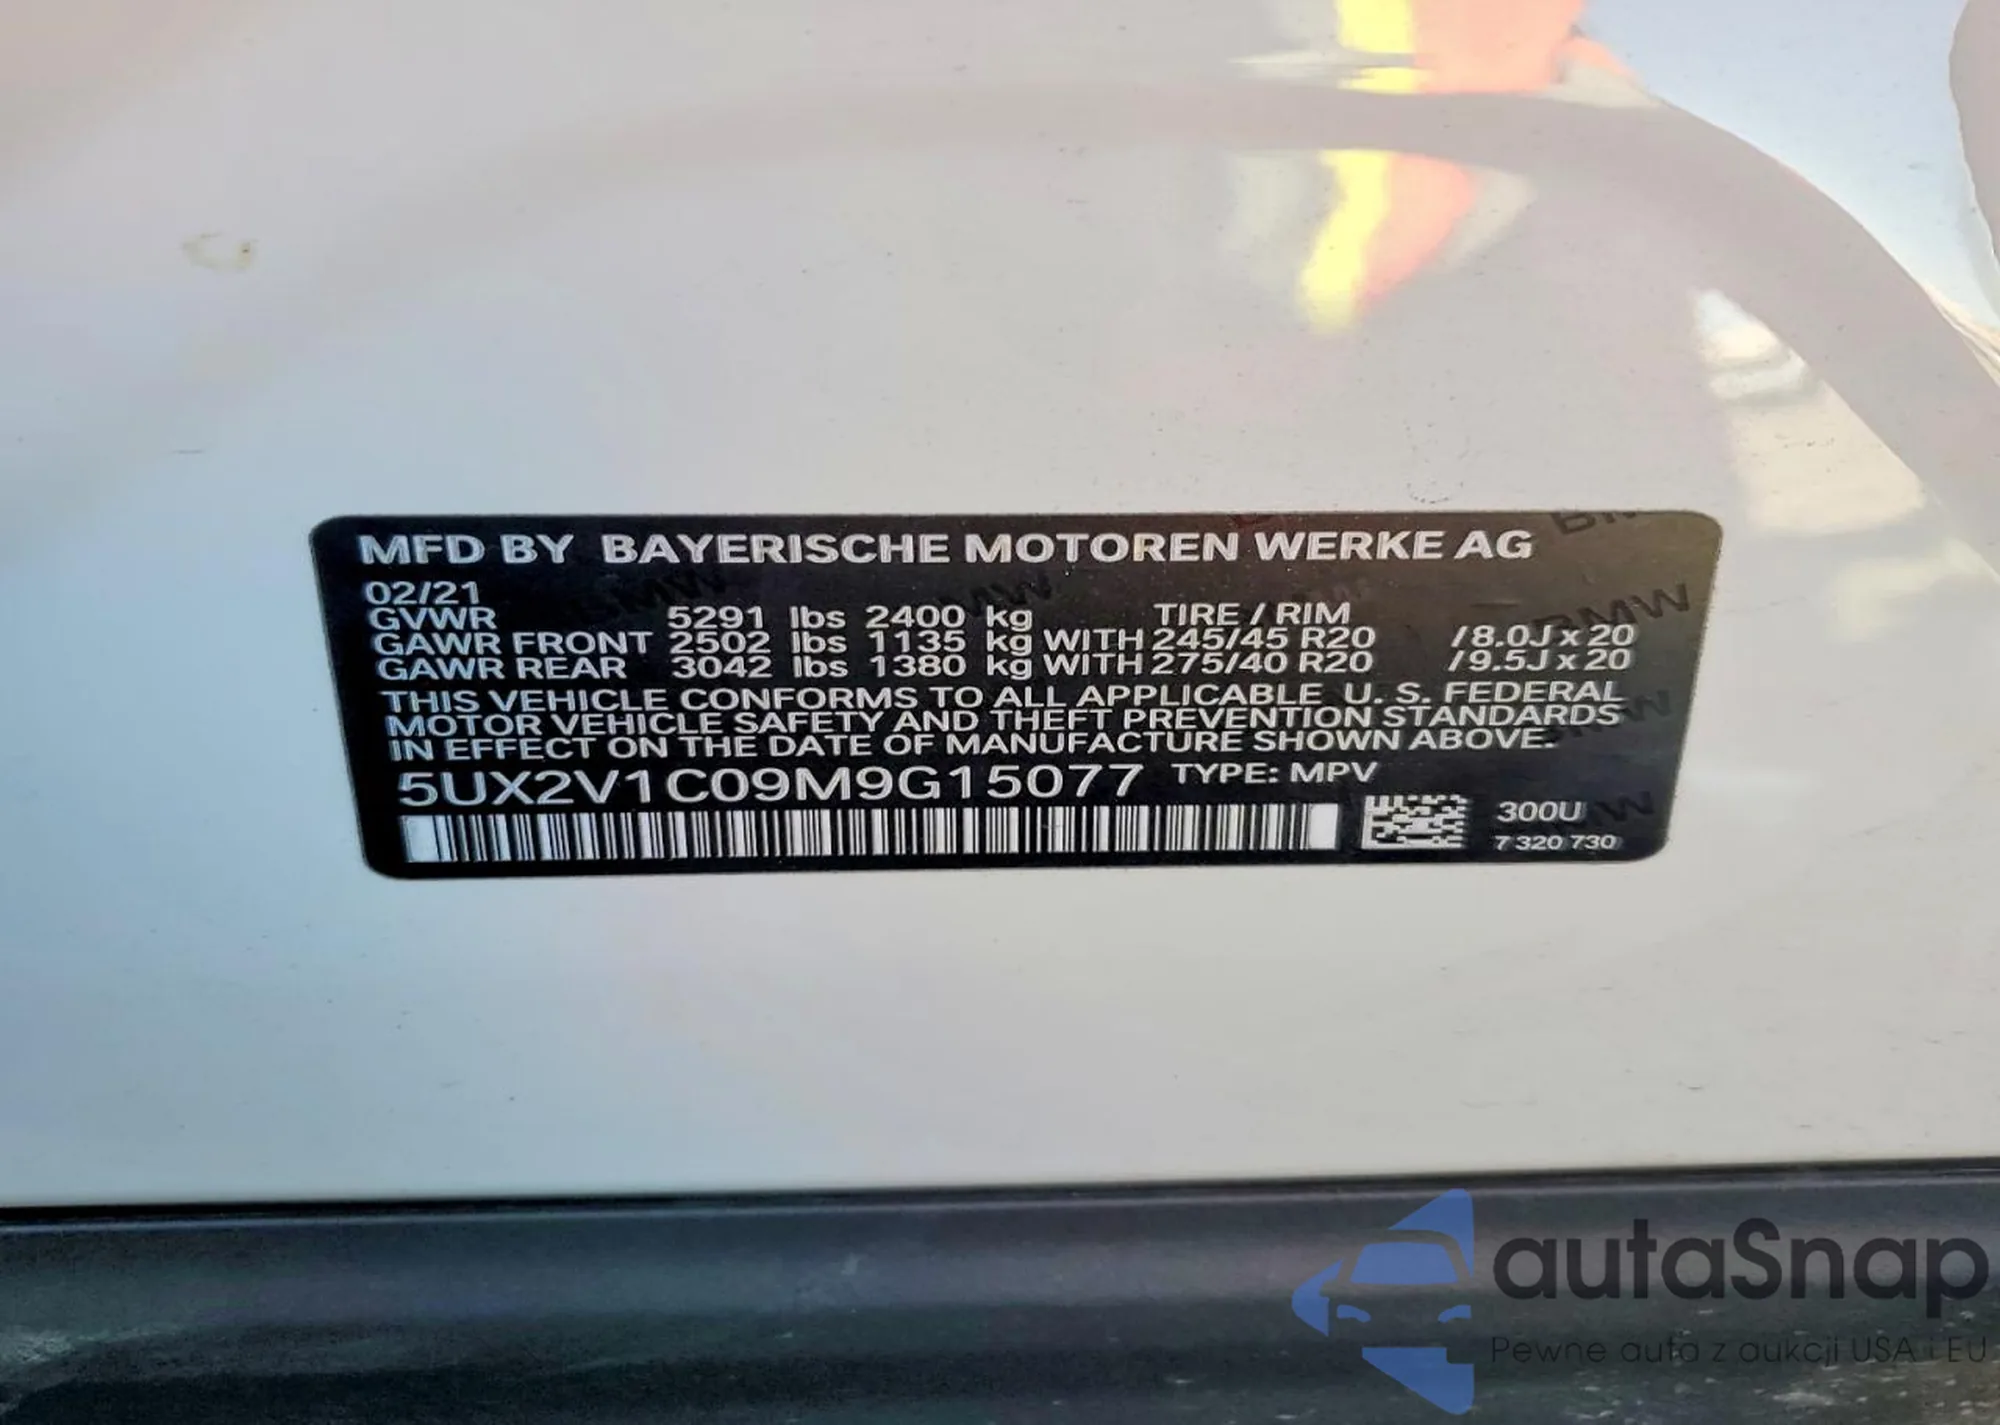 MFD BY BAYERISCHE MOTOREN WERKE AG
02/21
GVWR 5291 lbs 2400 kg TIRE / RIM
GAWR FRONT 2502 lbs 1135 kg WITH 245/45 R20 /8.0J x 20
GAWR REAR 3042 lbs 1380 kg WITH 275/40 R20 /9.5J x 20
THIS VEHICLE CONFORMS TO ALL APPLICABLE U. S. FEDERAL
MOTOR VEHICLE SAFETY AND THEFT PREVENTION STANDARDS
IN EFFECT ON THE DATE OF MANUFACTURE SHOWN ABOVE.
5UX2V1C09M9G15077 TYPE: MPV
300U
7 320 730
autaSnap
Pewne auta z aukcji USA i EU